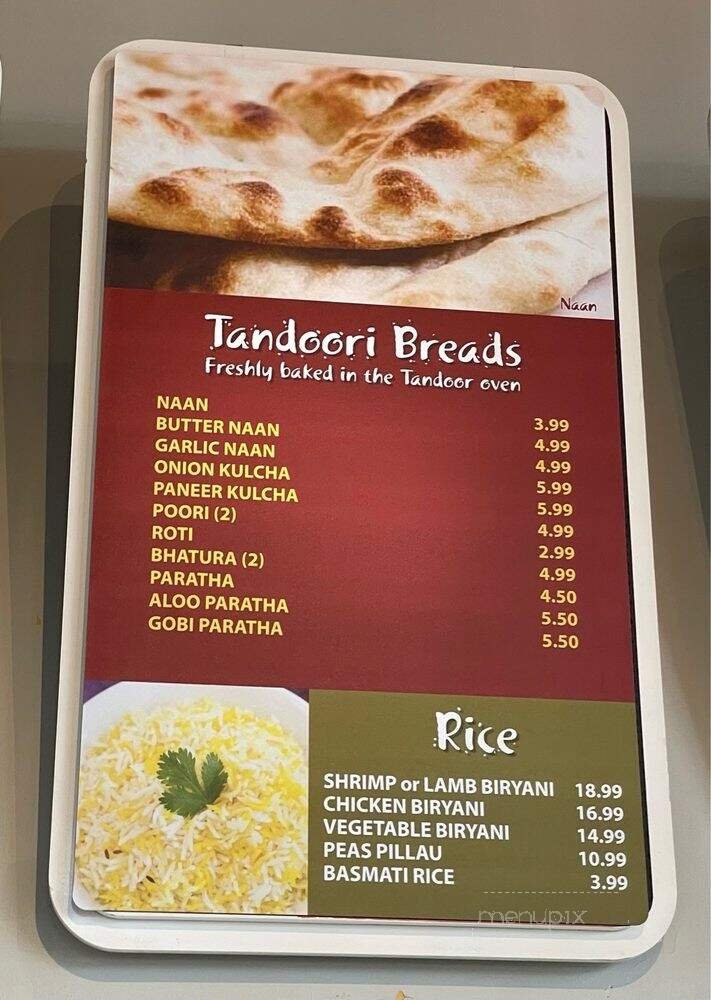 Naan
Tandoori Breads
Freshly baked in the Tandoor oven
NAAN 3.99
BUTTER NAAN 4.99
GARLIC NAAN 4.99
ONION KULCHA 5.99
PANEER KULCHA 5.99
POORI (2) 4.99
ROTI 2.99
BHATURA (2) 4.99
PARATHA 4.50
ALOO PARATHA 5.50
GOBI PARATHA 5.50
Rice
SHRIMP or LAMB BIRYANI 18.99
CHICKEN BIRYANI 16.99
VEGETABLE BIRYANI 14.99
PEAS PILLAU 10.99
BASMATI RICE 3.99
menupix